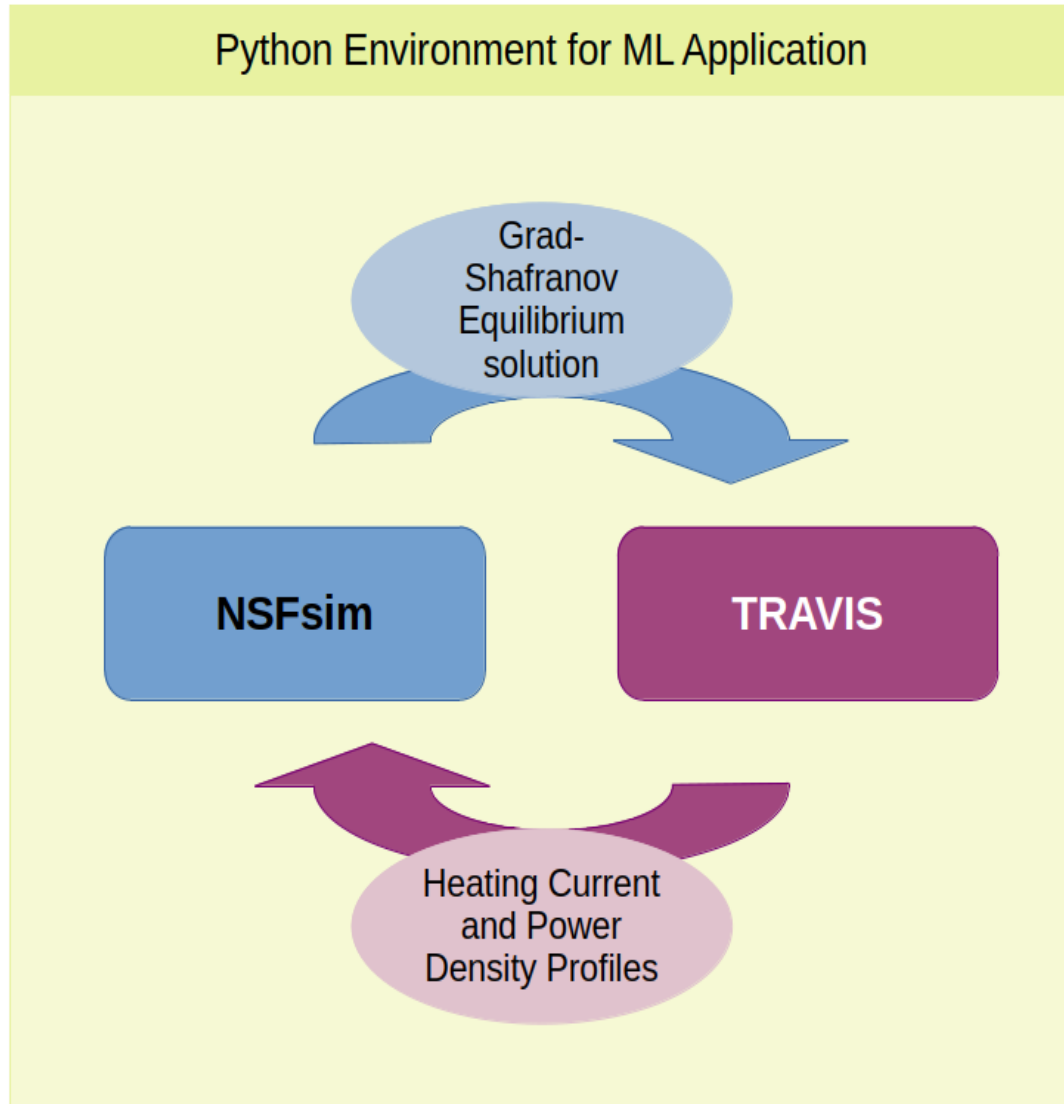 Python Environment for ML Application
Grad-
Shafranov
Equilibrium
solution
NSFsim
TRAVIS
Heating Current
and Power
Density Profiles